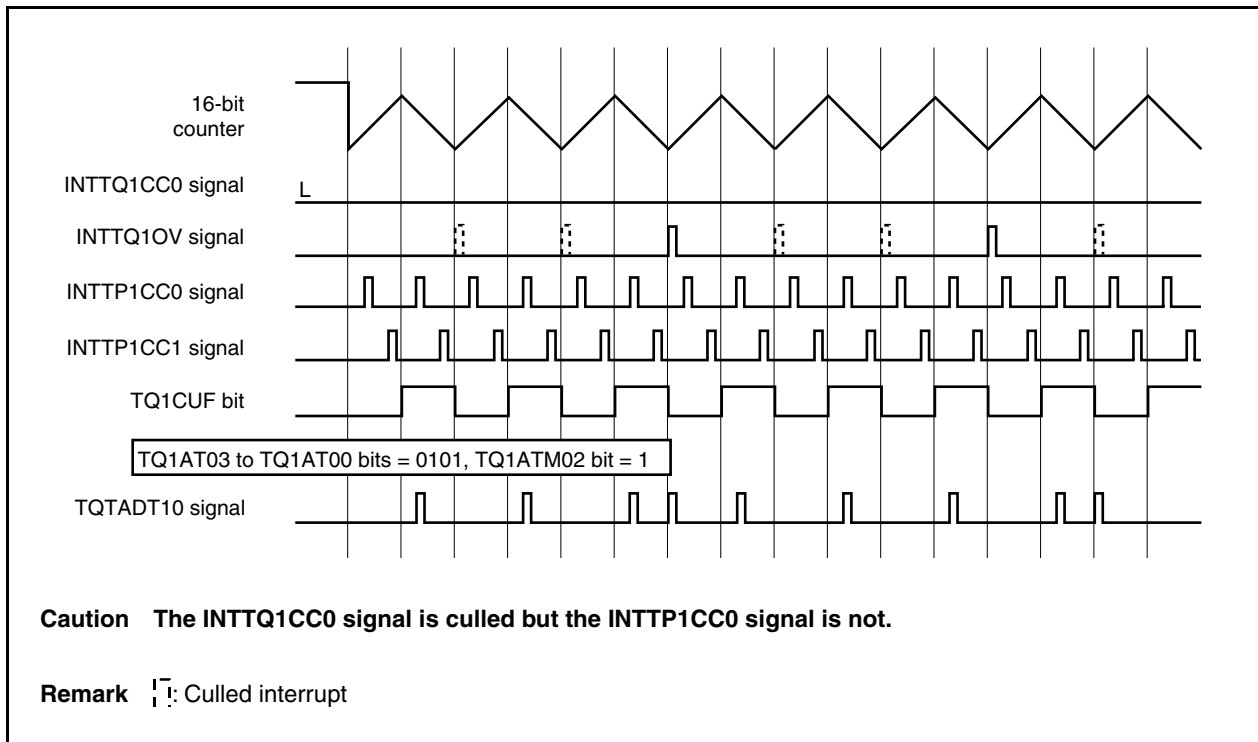 16-bit
counter
INTTQ1CC0 signal
L
INTTQ1OV signal
INTTP1CC0 signal
INTTP1CC1 signal
TQ1CUF bit
TQ1AT03 to TQ1AT00 bits = 0101, TQ1ATM02 bit = 1
TQTADT10 signal
Caution The INTTQ1CC0 signal is culled but the INTTP1CC0 signal is not.
Remark : Culled interrupt